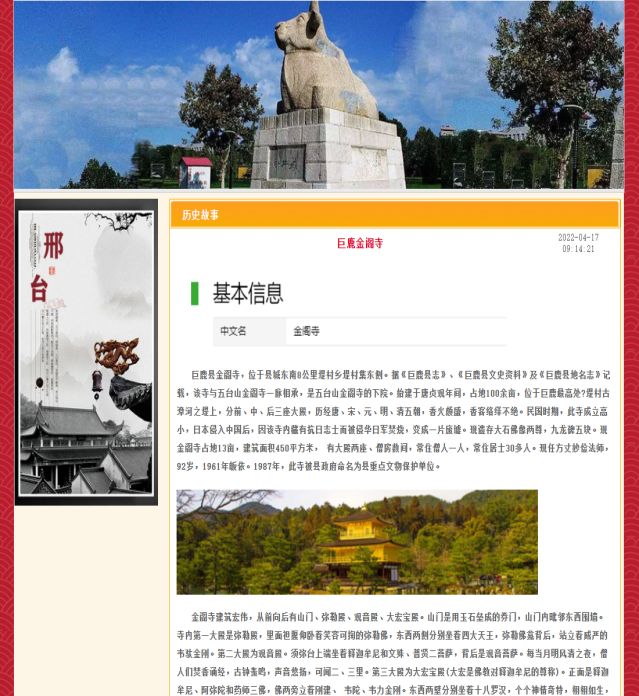 邢
台
历史故事
巨鹿金阁寺
2022-04-17
09:14:21
基本信息
中文名 金阁寺
巨鹿县金阁寺，位于县城东南8公里堤村乡堤村集东侧。据《巨鹿县志》、《巨鹿县文史资料》及《巨鹿县地名志》记
载，该寺与五台山金阁寺一脉相承，是五台山金阁寺的下院。始建于唐贞观年间，占地100余亩，位于巨鹿最高处?堤村古
漳河之堤上，分前、中、后三座大殿，历经唐、宋、元、明、清五朝，香火鼎盛，香客络绎不绝。民国时期，此寺成立高
小，日本侵入中国后，因该寺内藏有抗日志士而被侵华日军焚烧，变成一片废墟。现遗存大石佛像两尊，九龙碑五块。现
金阁寺占地13亩，建筑面积450平方米， 有大殿两座、僧房数间，常住僧人一人，常住居士30多人。现任方丈妙俭法师，
92岁，1961年皈依。1987年，此寺被县政府命名为县重点文物保护单位。
金阁寺建筑宏伟，从前向后有山门、弥勒殿、观音殿、大宏宝殿。山门是用玉石垒成的券门，山门内毗邻东西围墙。
寺内第一大殿是弥勒殿，里面袒腹仰卧着笑容可掬的弥勒佛，东西两侧分别坐着四大天王，弥勒佛龛背后，站立着威严的
韦驮金刚。第二大殿为观音殿。须弥台上端坐着释迦牟尼和文殊、普贤二菩萨，背后是观音菩萨。每当月明风清之夜，僧
人们焚香诵经，古钟齐鸣，声音悠扬，可闻二、三里。第三大殿为大宏宝殿(大宏是佛教对释迦牟尼的尊称)。正面是释迦
牟尼、阿弥陀和药师三佛，佛两旁立着刚建、 韦陀、韦力金刚。东西两壁分别坐着十八罗汉，个个神情奇特，栩栩如生，